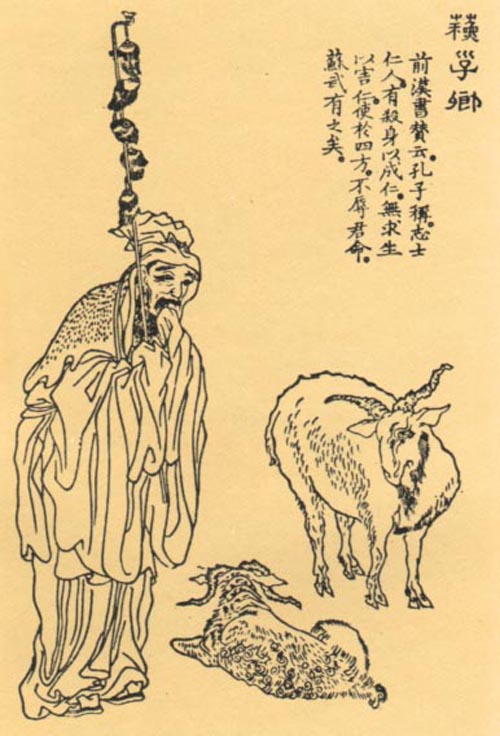 蘇子卿
前漢書贊云。孔子稱。志士
仁人。有殺身以成仁。無求生
以害仁。使於四方。不辱君命。
蘇武有之矣。